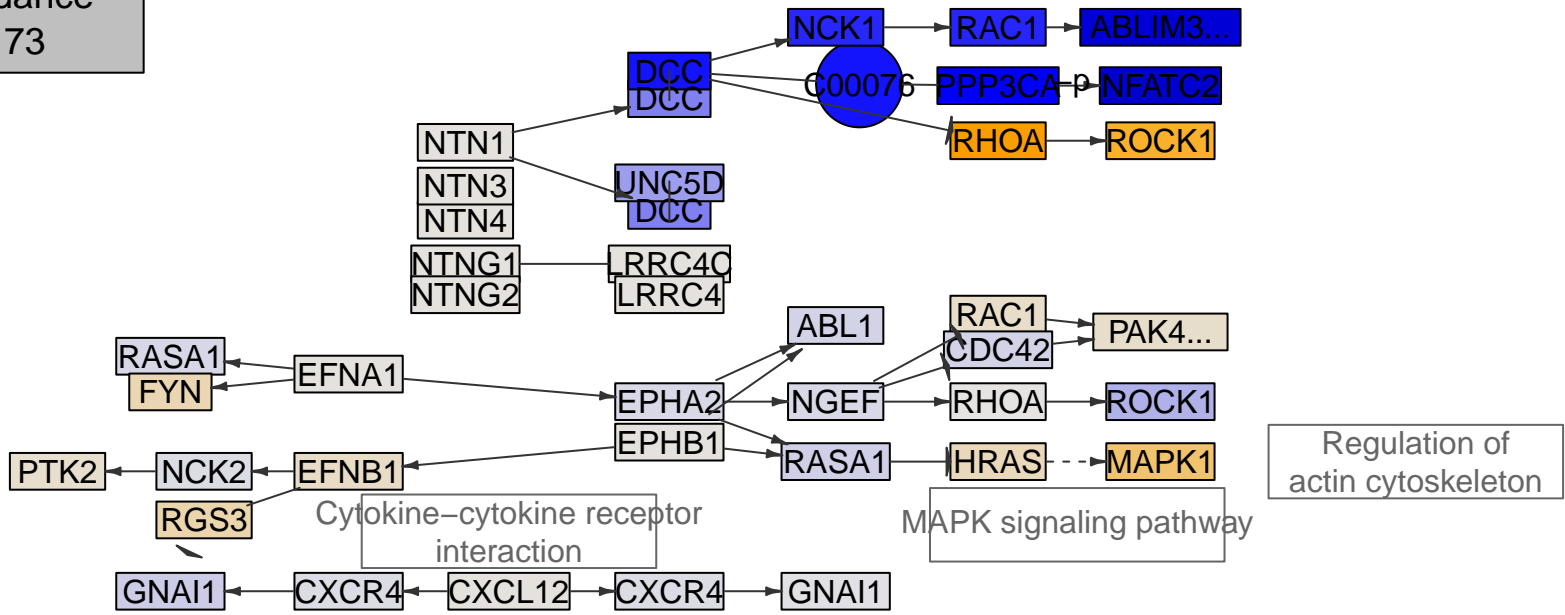 73
NCK1 RAC1 ABLIM3...
DCC C00076 PPP3CA –p NFATC2
DCC
NTN1 RHOA ROCK1
NTN3 UNC5D
NTN4 DCC
NTNG1 LRRC4C
NTNG2 LRRC4
ABL1 RAC1 PAK4...
RASA1 CDC42
FYN EFNA1
EPHA2 NGEF RHOA ROCK1
EPHB1
PTK2 NCK2 EFNB1 RASA1 HRAS MAPK1
RGS3
Regulation of
actin cytoskeleton
Cytokine−cytokine receptor
interaction
MAPK signaling pathway
GNAI1 CXCR4 CXCL12 CXCR4 GNAI1